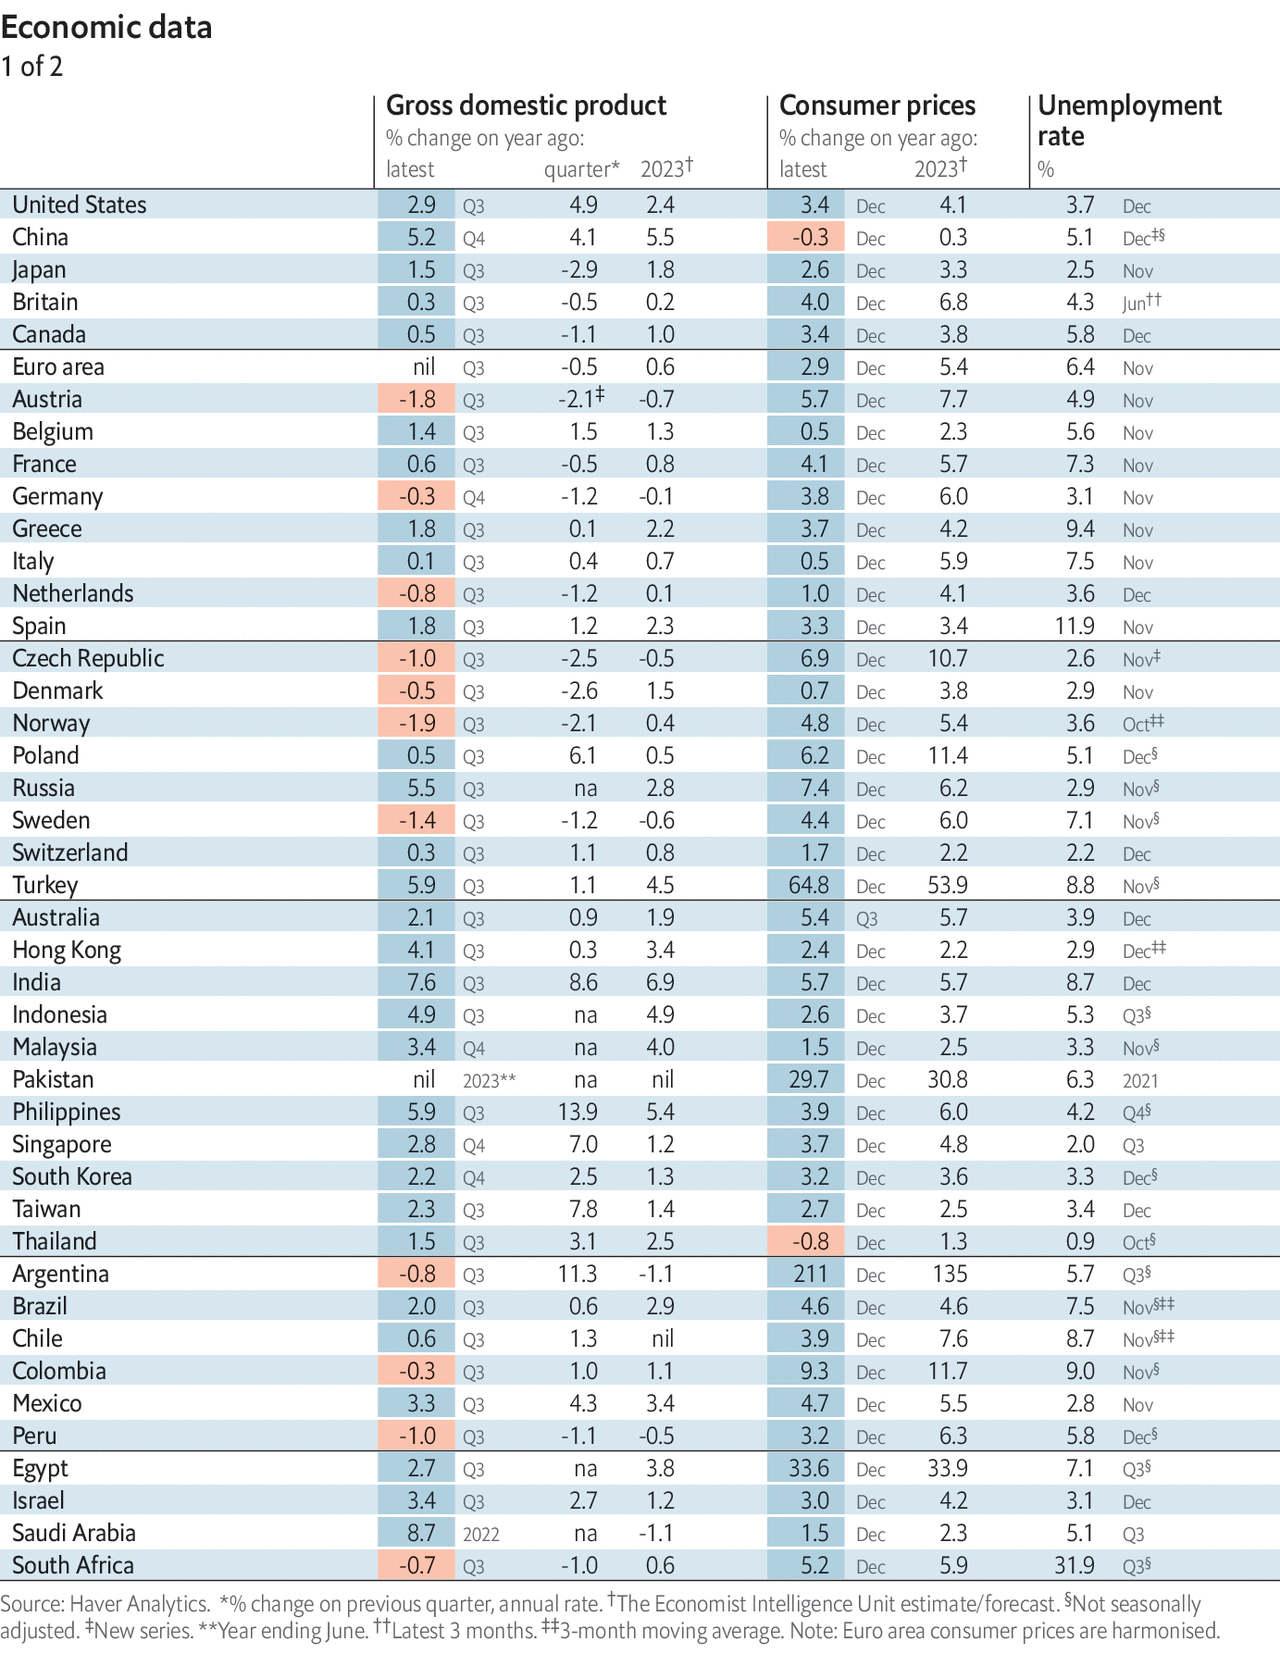 Economic data
1 of 2
Gross domestic product Consumer prices Unemployment
% change on year ago: % change on year ago: rate
latest quarter* 2023† latest 2023† %
United States 2.9 Q3 4.9 2.4 3.4 Dec 4.1 3.7 Dec
China 5.2 Q4 4.1 5.5 -0.3 Dec 0.3 5.1 Dec‡§
Japan 1.5 Q3 -2.9 1.8 2.6 Dec 3.3 2.5 Nov
Britain 0.3 Q3 -0.5 0.2 4.0 Dec 6.8 4.3 Jun††
Canada 0.5 Q3 -1.1 1.0 3.4 Dec 3.8 5.8 Dec
Euro area nil Q3 -0.5 0.6 2.9 Dec 5.4 6.4 Nov
Austria -1.8 Q3 -2.1‡ -0.7 5.7 Dec 7.7 4.9 Nov
Belgium 1.4 Q3 1.5 1.3 0.5 Dec 2.3 5.6 Nov
France 0.6 Q3 -0.5 0.8 4.1 Dec 5.7 7.3 Nov
Germany -0.3 Q4 -1.2 -0.1 3.8 Dec 6.0 3.1 Nov
Greece 1.8 Q3 0.1 2.2 3.7 Dec 4.2 9.4 Nov
Italy 0.1 Q3 0.4 0.7 0.5 Dec 5.9 7.5 Nov
Netherlands -0.8 Q3 -1.2 0.1 1.0 Dec 4.1 3.6 Dec
Spain 1.8 Q3 1.2 2.3 3.3 Dec 3.4 11.9 Nov
Czech Republic -1.0 Q3 -2.5 -0.5 6.9 Dec 10.7 2.6 Nov‡
Denmark -0.5 Q3 -2.6 1.5 0.7 Dec 3.8 2.9 Nov
Norway -1.9 Q3 -2.1 0.4 4.8 Dec 5.4 3.6 Oct‡‡
Poland 0.5 Q3 6.1 0.5 6.2 Dec 11.4 5.1 Dec§
Russia 5.5 Q3 na 2.8 7.4 Dec 6.2 2.9 Nov§
Sweden -1.4 Q3 -1.2 -0.6 4.4 Dec 6.0 7.1 Nov§
Switzerland 0.3 Q3 1.1 0.8 1.7 Dec 2.2 2.2 Dec
Turkey 5.9 Q3 1.1 4.5 64.8 Dec 53.9 8.8 Nov§
Australia 2.1 Q3 0.9 1.9 5.4 Q3 5.7 3.9 Dec
Hong Kong 4.1 Q3 0.3 3.4 2.4 Dec 2.2 2.9 Dec‡‡
India 7.6 Q3 8.6 6.9 5.7 Dec 5.7 8.7 Dec
Indonesia 4.9 Q3 na 4.9 2.6 Dec 3.7 5.3 Q3§
Malaysia 3.4 Q4 na 4.0 1.5 Dec 2.5 3.3 Nov§
Pakistan nil 2023** na nil 29.7 Dec 30.8 6.3 2021
Philippines 5.9 Q3 13.9 5.4 3.9 Dec 6.0 4.2 Q4§
Singapore 2.8 Q4 7.0 1.2 3.7 Dec 4.8 2.0 Q3
South Korea 2.2 Q4 2.5 1.3 3.2 Dec 3.6 3.3 Dec§
Taiwan 2.3 Q3 7.8 1.4 2.7 Dec 2.5 3.4 Dec
Thailand 1.5 Q3 3.1 2.5 -0.8 Dec 1.3 0.9 Oct§
Argentina -0.8 Q3 11.3 -1.1 211 Dec 135 5.7 Q3§
Brazil 2.0 Q3 0.6 2.9 4.6 Dec 4.6 7.5 Nov§‡‡
Chile 0.6 Q3 1.3 nil 3.9 Dec 7.6 8.7 Nov§‡‡
Colombia -0.3 Q3 1.0 1.1 9.3 Dec 11.7 9.0 Nov§
Mexico 3.3 Q3 4.3 3.4 4.7 Dec 5.5 2.8 Nov
Peru -1.0 Q3 -1.1 -0.5 3.2 Dec 6.3 5.8 Dec§
Egypt 2.7 Q3 na 3.8 33.6 Dec 33.9 7.1 Q3§
Israel 3.4 Q3 2.7 1.2 3.0 Dec 4.2 3.1 Dec
Saudi Arabia 8.7 2022 na -1.1 1.5 Dec 2.3 5.1 Q3
South Africa -0.7 Q3 -1.0 0.6 5.2 Dec 5.9 31.9 Q3§
Source: Haver Analytics. *% change on previous quarter, annual rate. †The Economist Intelligence Unit estimate/forecast. §Not seasonally
adjusted. ‡New series. **Year ending June. ††Latest 3 months. ‡‡3-month moving average. Note: Euro area consumer prices are harmonised.